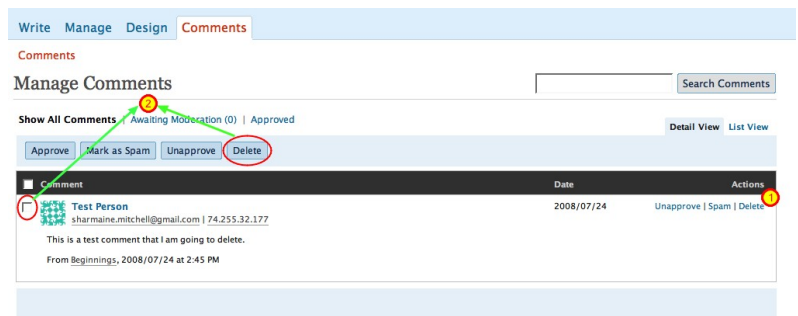 Write Manage Design Comments
Comments
Manage Comments
Search Comments
2
Show All Comments | Awaiting Moderation (0) | Approved
Detail View List View
Approve Mark as Spam Unapprove Delete
Comment Date Actions
1
Test Person 2008/07/24 Unapprove | Spam | Delete
sharmaine.mitchell@gmail.com | 74.255.32.177
This is a test comment that I am going to delete.
From Beginnings, 2008/07/24 at 2:45 PM